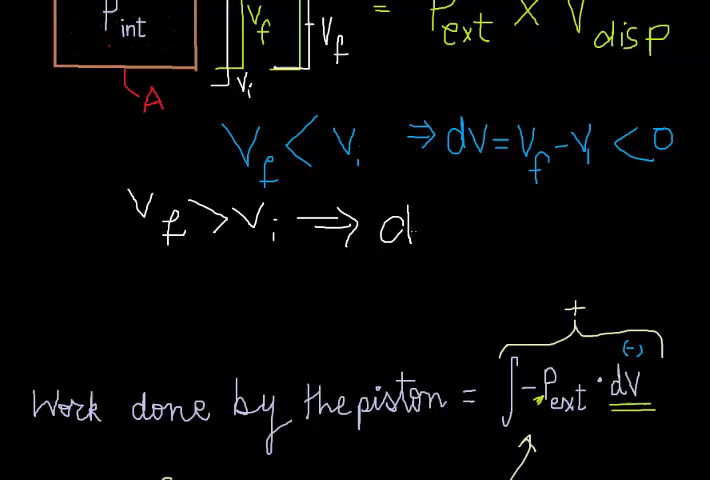 P_int V_f V_f = P_ext × V_disp
V_i
A
V_f < V_i ⇒ dV = V_f - V_i < 0
V_f > V_i ⇒ d
+
(-)
Work done by the piston = ∫ -P_ext · dV